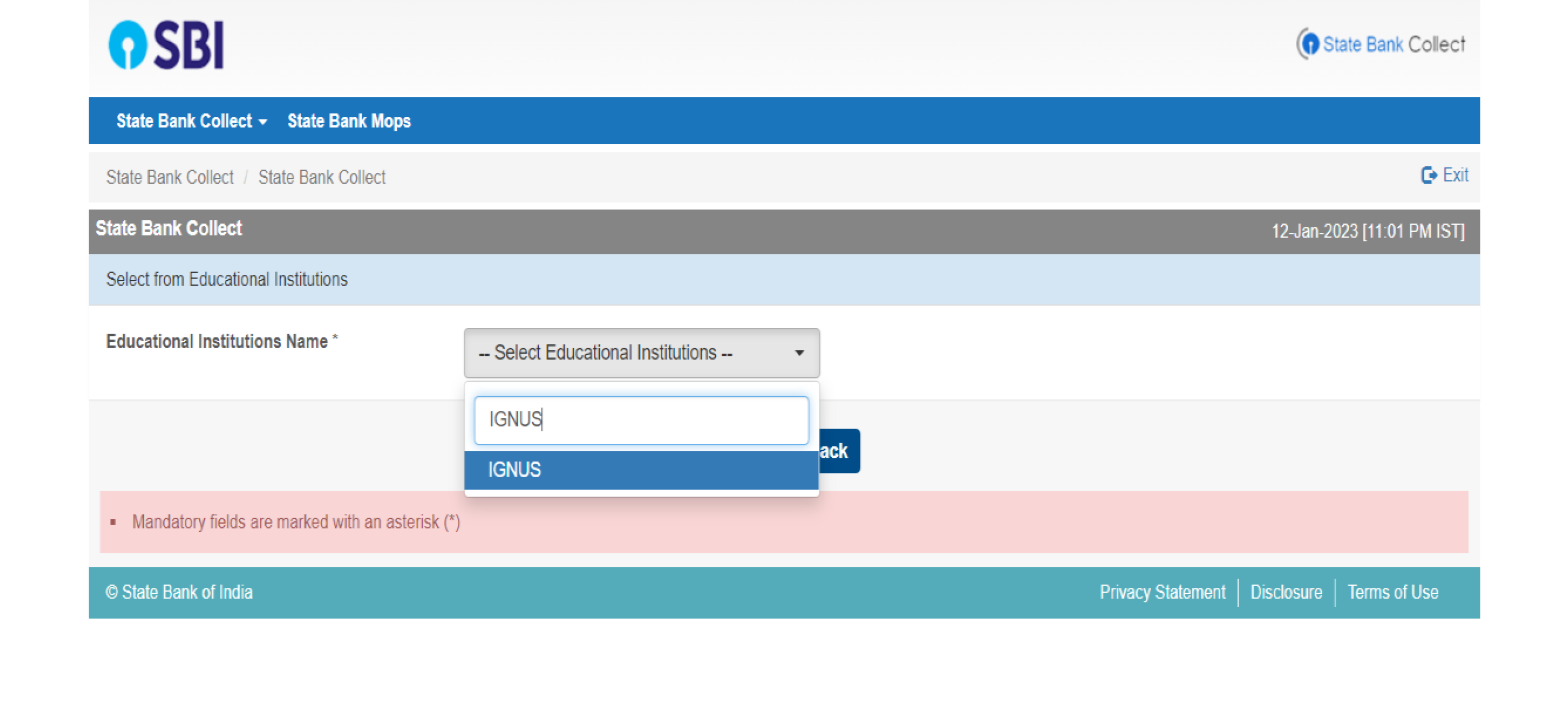 SBI
State Bank Collect
State Bank Collect State Bank Mops
State Bank Collect / State Bank Collect
Exit
State Bank Collect
12-Jan-2023 [11:01 PM IST]
Select from Educational Institutions
Educational Institutions Name *
-- Select Educational Institutions --
IGNUS
ack
IGNUS
Mandatory fields are marked with an asterisk (*)
© State Bank of India
Privacy Statement | Disclosure | Terms of Use